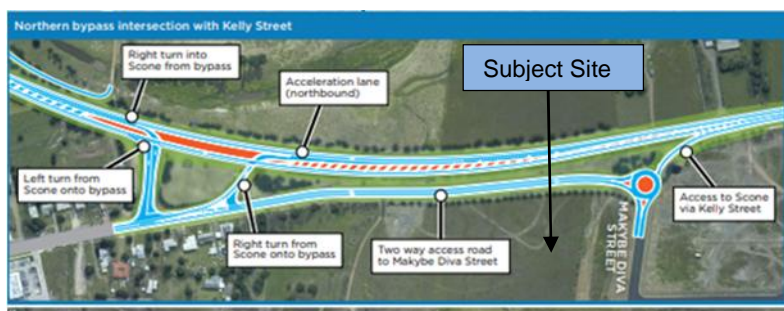 Northern bypass intersection with Kelly Street
Right turn into
Scone from bypass
Acceleration lane
(northbound)
Subject Site
Left turn from
Scone onto bypass
Right turn from
Scone onto bypass
Two way access road
to Makybe Diva Street
MAKYBE DIVA
STREET
Access to Scone
via Kelly Street